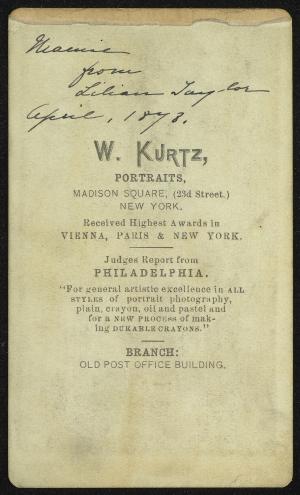 Mamie
from
Lilian Taylor
April, 1878.
W. KURTZ,
PORTRAITS,
MADISON SQUARE, (23d Street.)
NEW YORK.
Received Highest Awards in
VIENNA, PARIS & NEW YORK.
Judges Report from
PHILADELPHIA.
"For general artistic excellence in ALL
STYLES of portrait photography,
plain, crayon, oil and pastel and
for a NEW PROCESS of mak-
ing DURABLE CRAYONS."
BRANCH:
OLD POST OFFICE BUILDING.